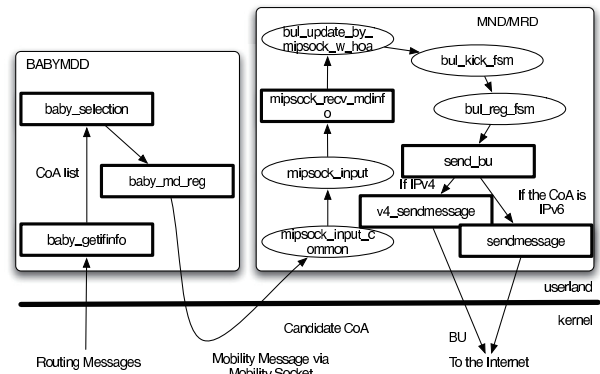 BABYMDD
baby_selection
CoA list
baby_md_reg
baby_getifinfo
MND/MRD
bul_update_by_
mipsock_w_hoa
bul_kick_fsm
mipsock_recv_mdinf
o
bul_reg_fsm
mipsock_input
send_bu
If IPv4
If the CoA is
IPv6
v4_sendmessage
mipsock_input_c
ommon
sendmessage
userland
kernel
Candidate CoA
BU
Routing Messages
Mobility Message via
Mobility Socket
To the Internet